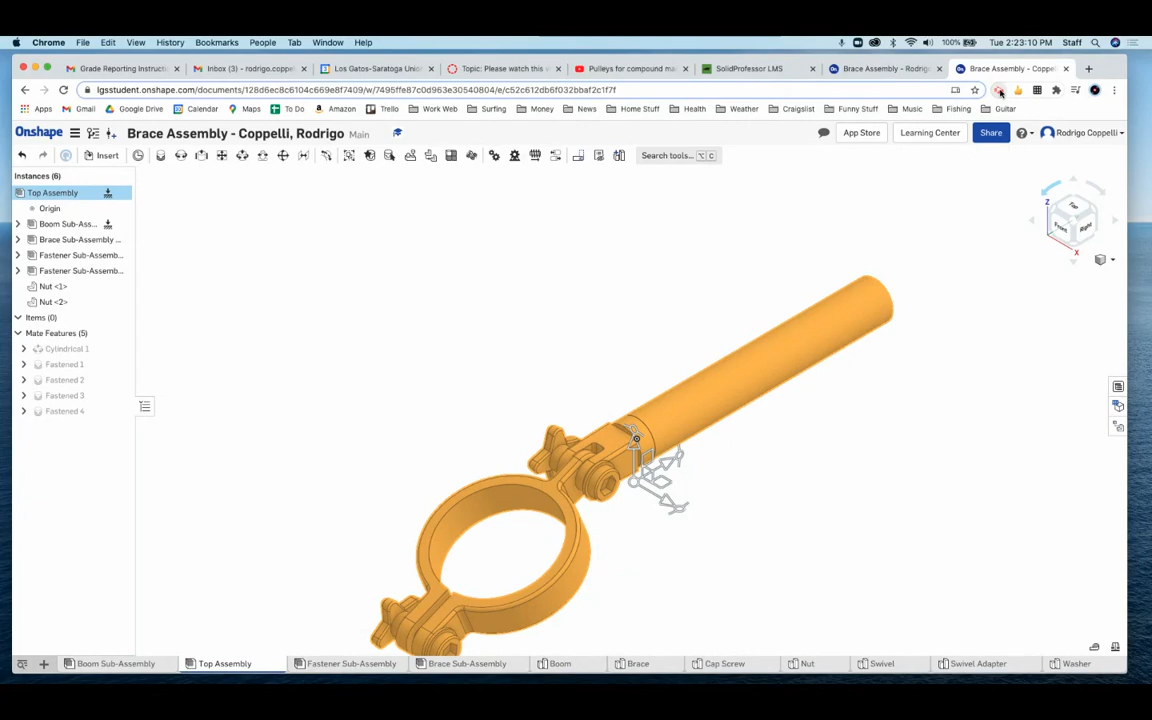 Chrome File Edit View History Bookmarks People Tab Window Help 100% Tue 2:23:10 PM Staff
Grade Reporting Instructi Inbox (3) - rodrigo.coppel Los Gatos-Saratoga Union Topic: Please watch this v Pulleys for compound ma SolidProfessor LMS Brace Assembly - Rodrig Brace Assembly - Coppel
lgsstudent.onshape.com/documents/128d6ec8c6104c669e8f7409/w/7495ffe87c0d1964963e30540804/e/c52c612db6f032bbaf2c1f7f
Apps Gmail Google Drive Calendar To Do Amazon Trello Work Web Surfing Money News Home Stuff Health Weather Craigslist Funny Stuff Music Fishing Guitar
Onshape Brace Assembly - Coppelli, Rodrigo Main App Store Learning Center Share Rodrigo Coppelli
Insert Search tools... ⌥ C
Instances (6)
Top Assembly
Origin
Boom Sub-Ass...
Brace Sub-Assembly ...
Fastener Sub-Assemb...
Fastener Sub-Assemb...
Nut <1>
Nut <2>
Items (0)
Mate Features (5)
Cylindrical 1
Fastened 1
Fastened 2
Fastened 3
Fastened 4
Z
Top
Front Right
X
Boom Sub-Assembly Top Assembly Fastener Sub-Assembly Brace Sub-Assembly Boom Brace Cap Screw Nut Swivel Swivel Adapter Washer